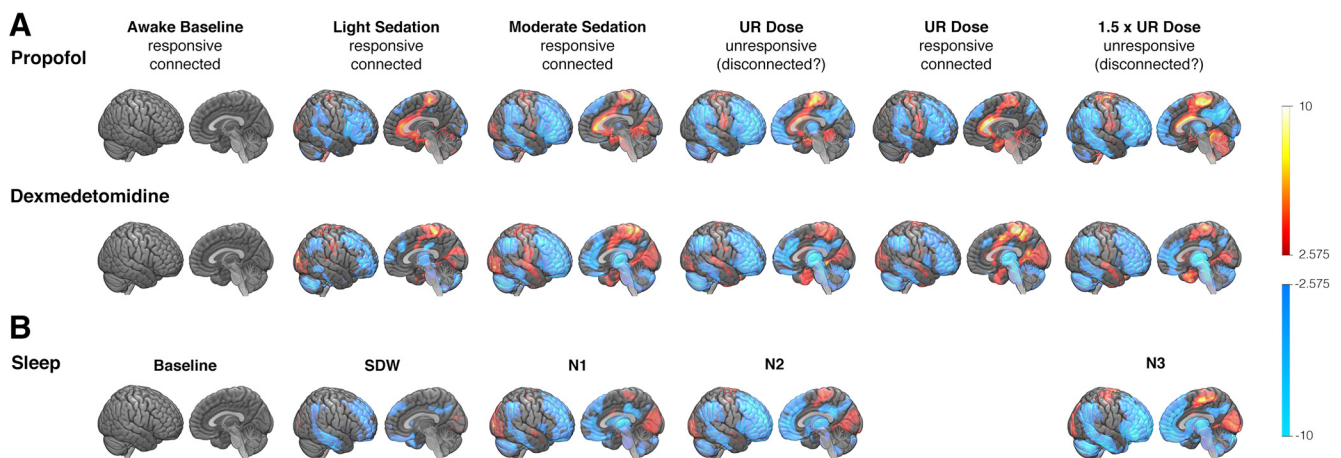 A
Propofol
Awake Baseline
responsive
connected
Light Sedation
responsive
connected
Moderate Sedation
responsive
connected
UR Dose
unresponsive
(disconnected?)
UR Dose
responsive
connected
1.5 x UR Dose
unresponsive
(disconnected?)
Dexmedetomidine
10
2.575
-2.575
-10
B
Sleep
Baseline
SDW
N1
N2
N3